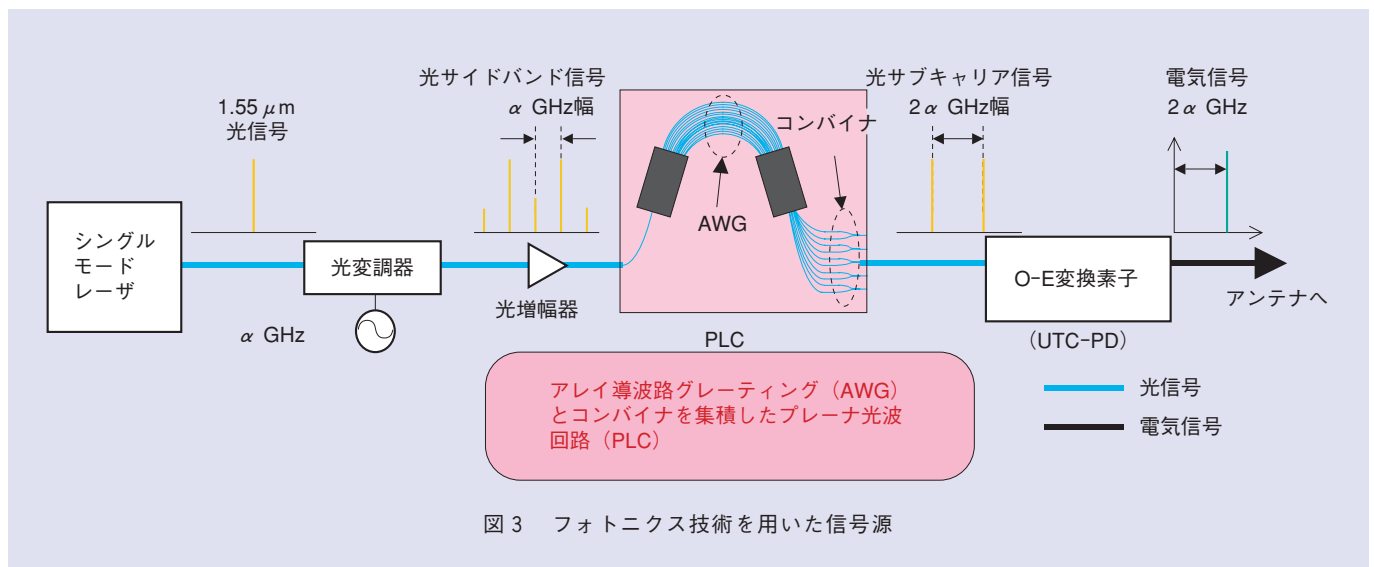 光サイドバンド信号
α GHz幅
光サブキャリア信号
2α GHz幅
電気信号
2α GHz
1.55μm
光信号
コンバイナ
AWG
シングル
モード
レーザ
光変調器
光増幅器
O-E変換素子
アンテナへ
α GHz
PLC
(UTC-PD)
アレイ導波路グレーティング(AWG)
とコンバイナを集積したプレーナ光波
回路(PLC)
光信号
電気信号
図3 フォトニクス技術を用いた信号源